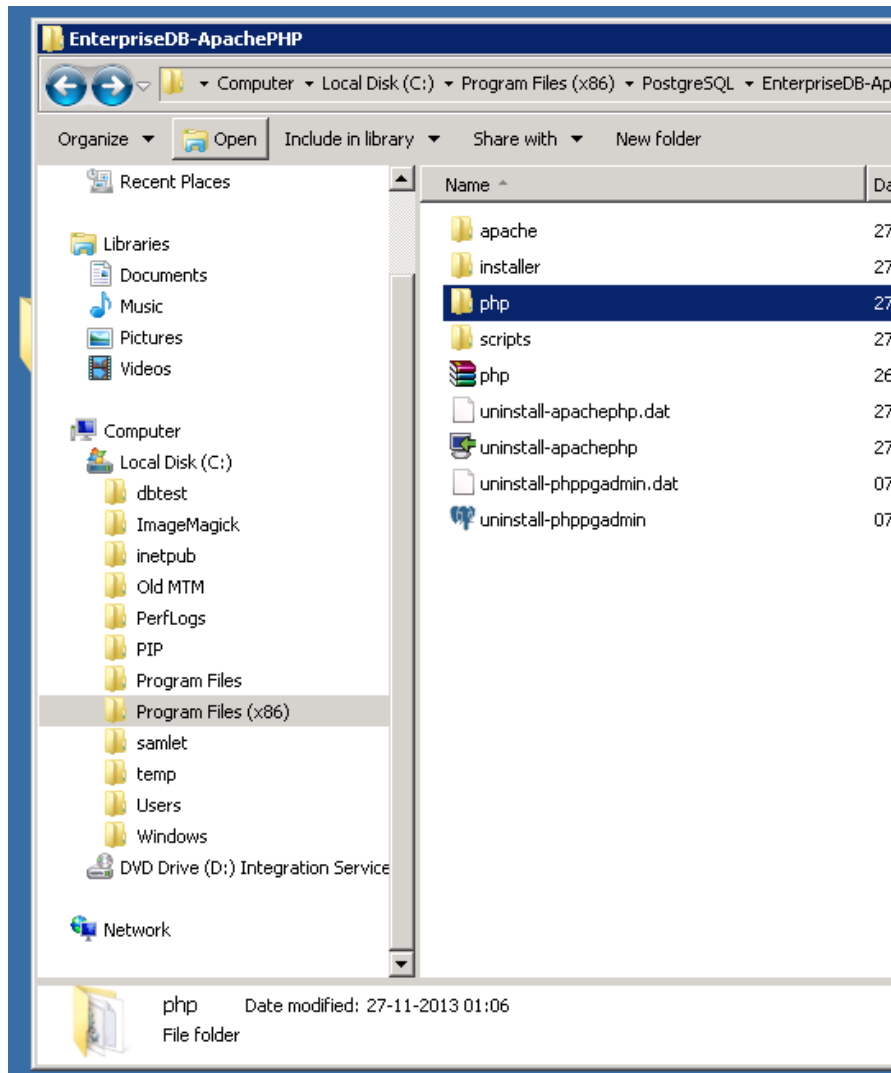 EnterpriseDB-ApachePHP
Computer Local Disk (C:) Program Files (x86) PostgreSQL EnterpriseDB-Ap
Organize Open Include in library Share with New folder
Recent Places
Libraries
Documents
Music
Pictures
Videos
Computer
Local Disk (C:)
dbtest
ImageMagick
inetpub
Old MTM
PerfLogs
PIP
Program Files
Program Files (x86)
samlet
temp
Users
Windows
DVD Drive (D:) Integration Service
Network
Name Da
apache 27
installer 27
php 27
scripts 27
php 26
uninstall-apachephp.dat 27
uninstall-apachephp 27
uninstall-phppgadmin.dat 07
uninstall-phppgadmin 07
php Date modified: 27-11-2013 01:06
File folder